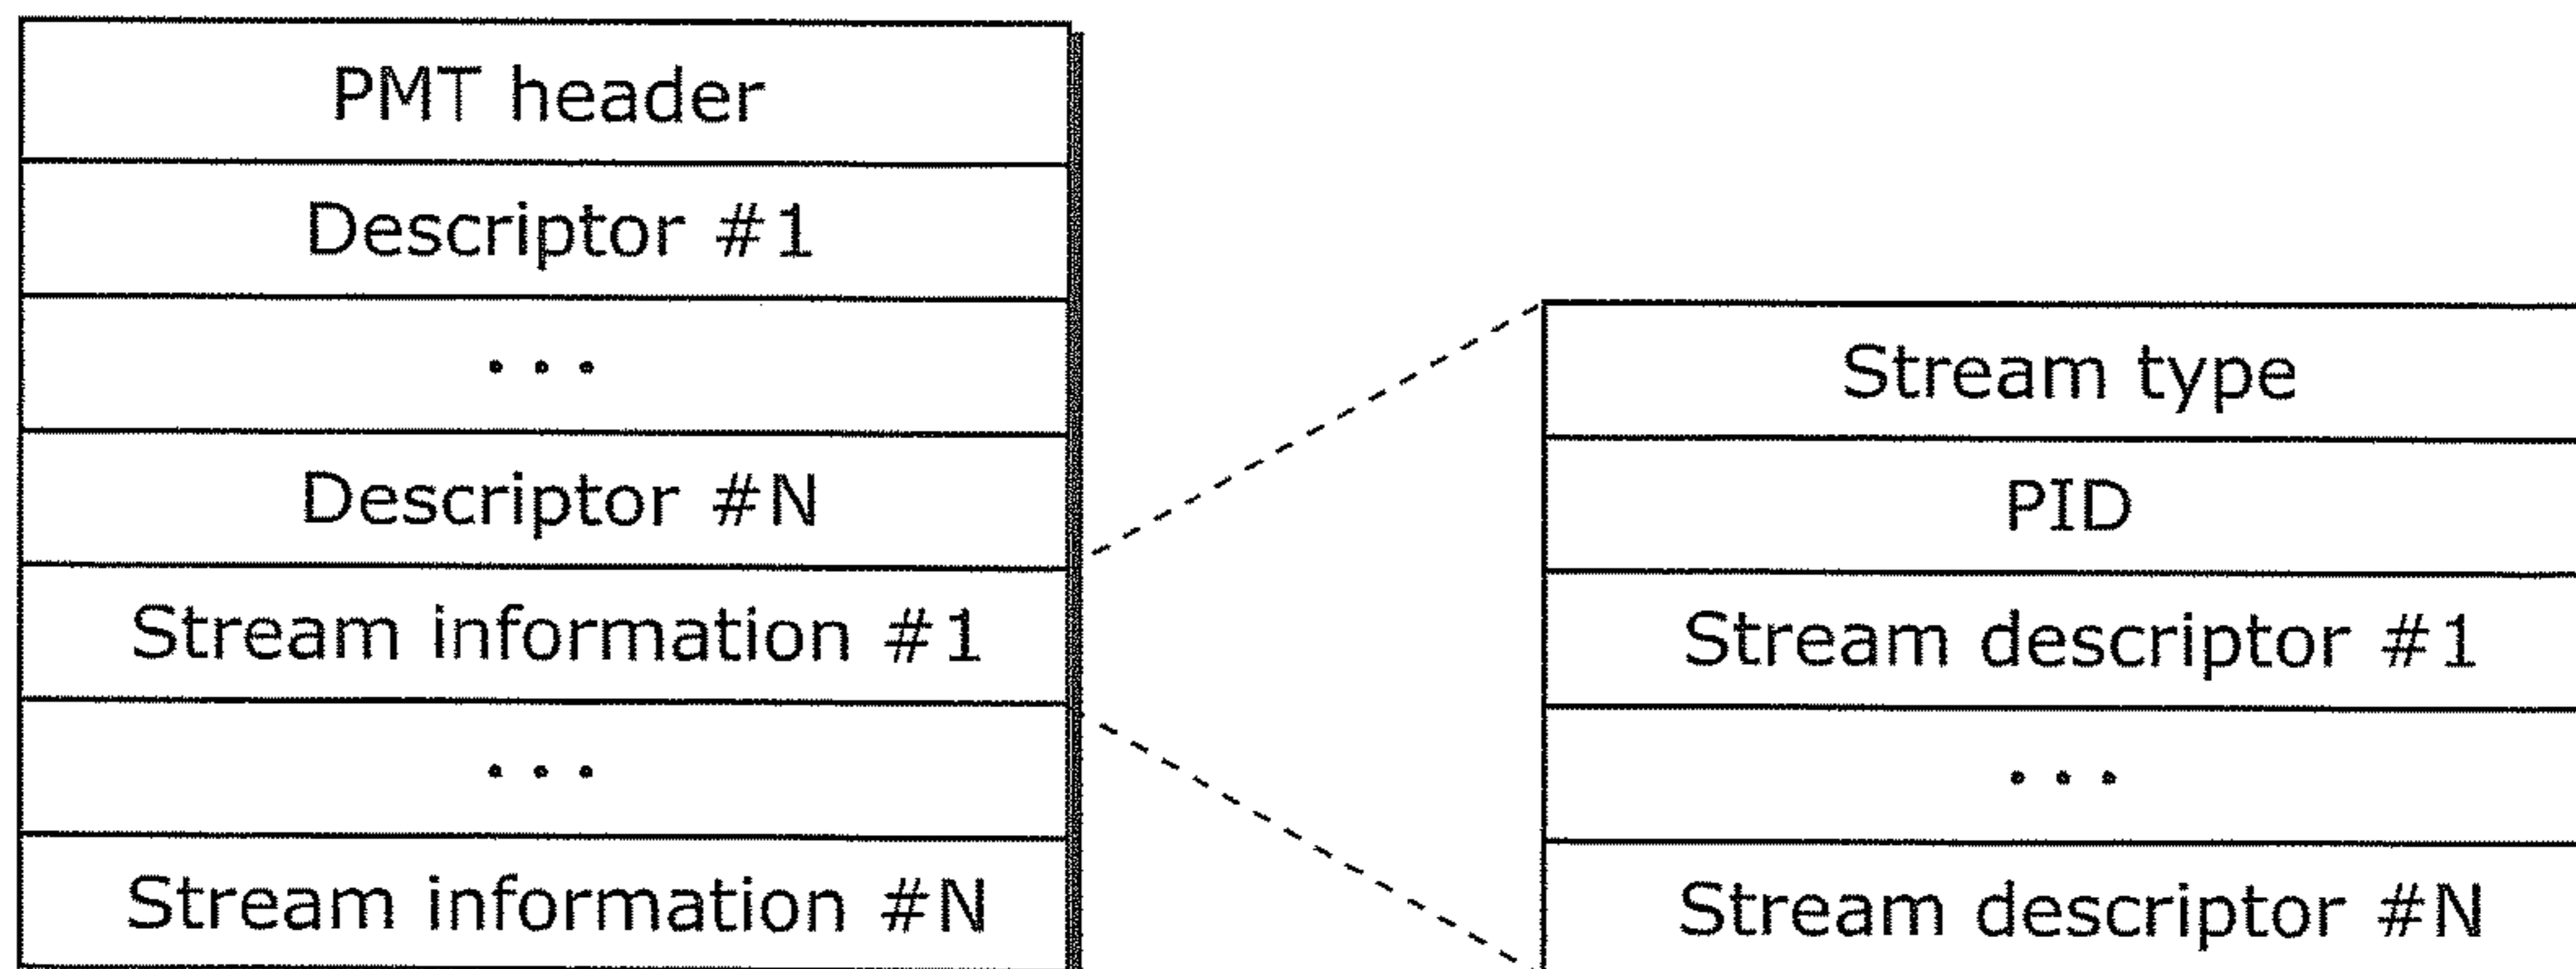 PMT header
Descriptor #1
...
Descriptor #N
Stream information #1
...
Stream information #N
Stream type
PID
Stream descriptor #1
...
Stream descriptor #N